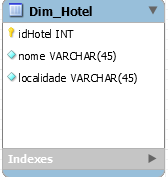 Dim_Hotel
idHotel INT
nome VARCHAR(45)
localidade VARCHAR(45)
Indexes